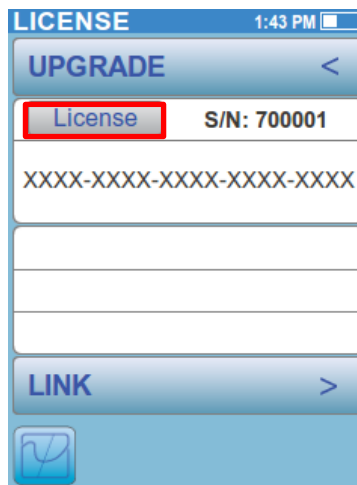 LICENSE 1:43 PM
UPGRADE <
License S/N: 700001
XXXX-XXXX-XXXX-XXXX-XXXX
LINK >